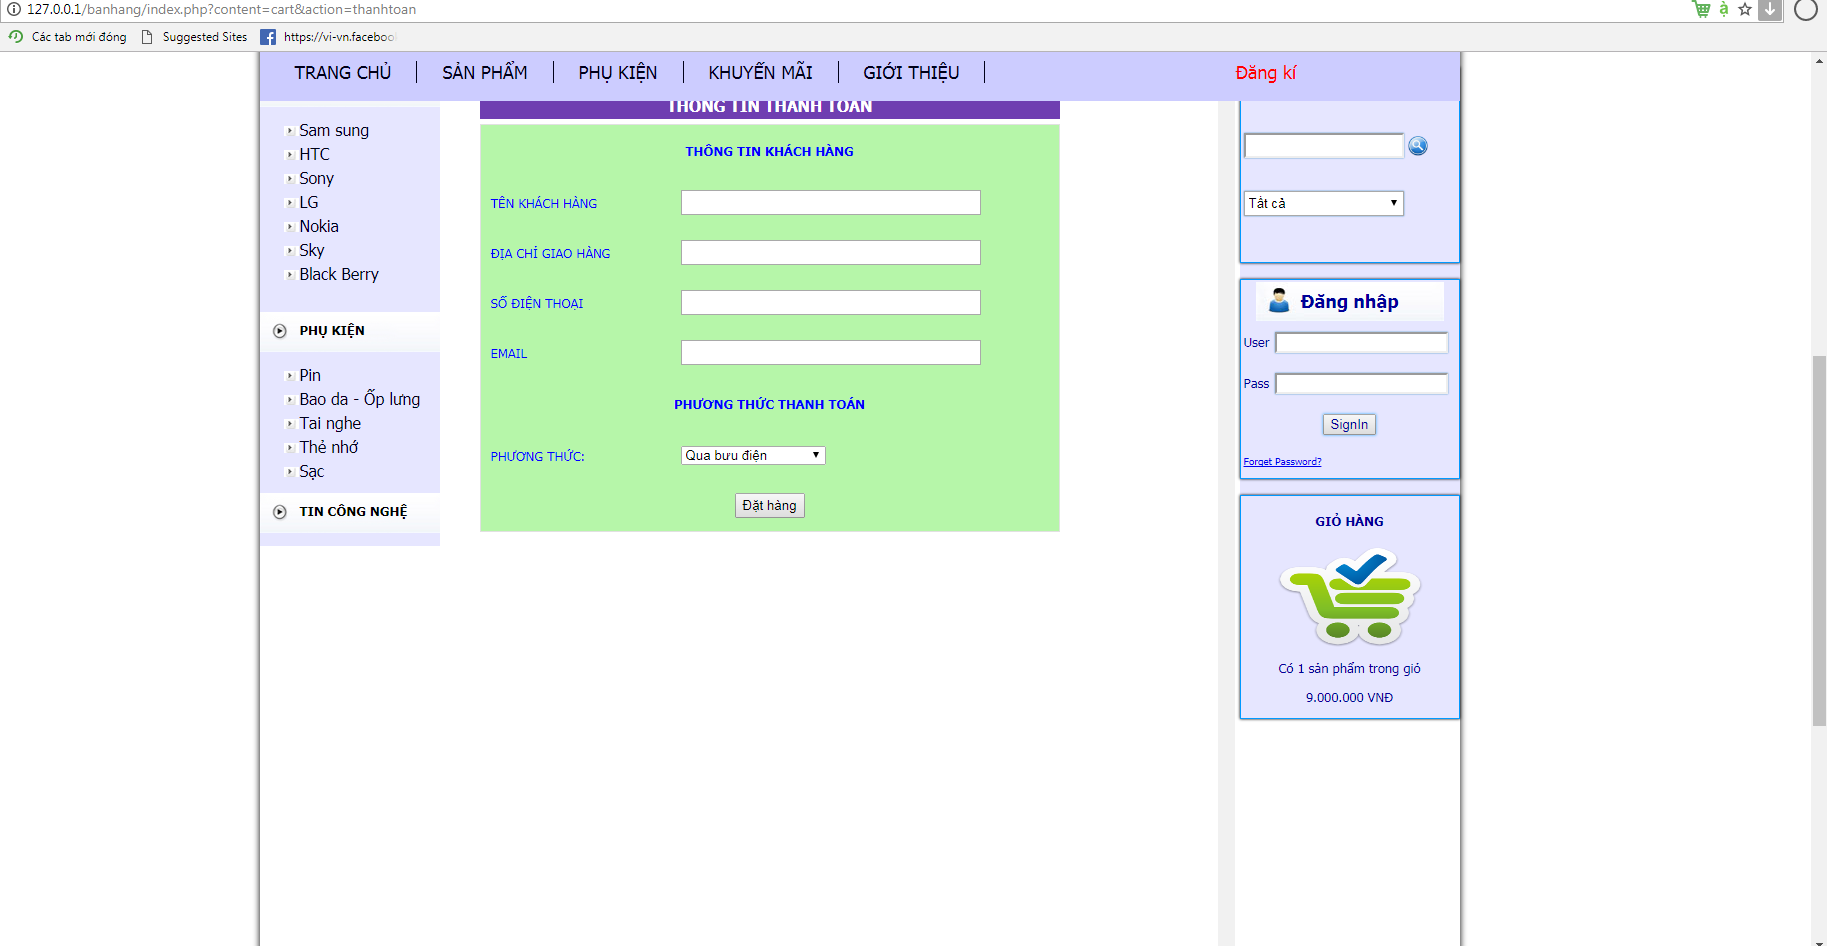 127.0.0.1/banhang/index.php?content=cart&action=thanhtoan
Các tab mới đóng
Suggested Sites
https://vi-vn.faceboo
TRANG CHỦ
SẢN PHẨM
PHỤ KIỆN
KHUYẾN MÃI
GIỚI THIỆU
Đăng kí
Sam sung
HTC
Sony
LG
Nokia
Sky
Black Berry
PHỤ KIỆN
Pin
Bao da - Ốp lưng
Tai nghe
Thẻ nhớ
Sạc
TIN CÔNG NGHỆ
THÔNG TIN THANH TOÁN
THÔNG TIN KHÁCH HÀNG
TÊN KHÁCH HÀNG
ĐỊA CHỈ GIAO HÀNG
SỐ ĐIỆN THOẠI
EMAIL
PHƯƠNG THỨC THANH TOÁN
PHƯƠNG THỨC:
Qua bưu điện
Đặt hàng
Tất cả
Đăng nhập
User
Pass
SignIn
Forget Password?
GIỎ HÀNG
Có 1 sản phẩm trong giỏ
9.000.000 VNĐ